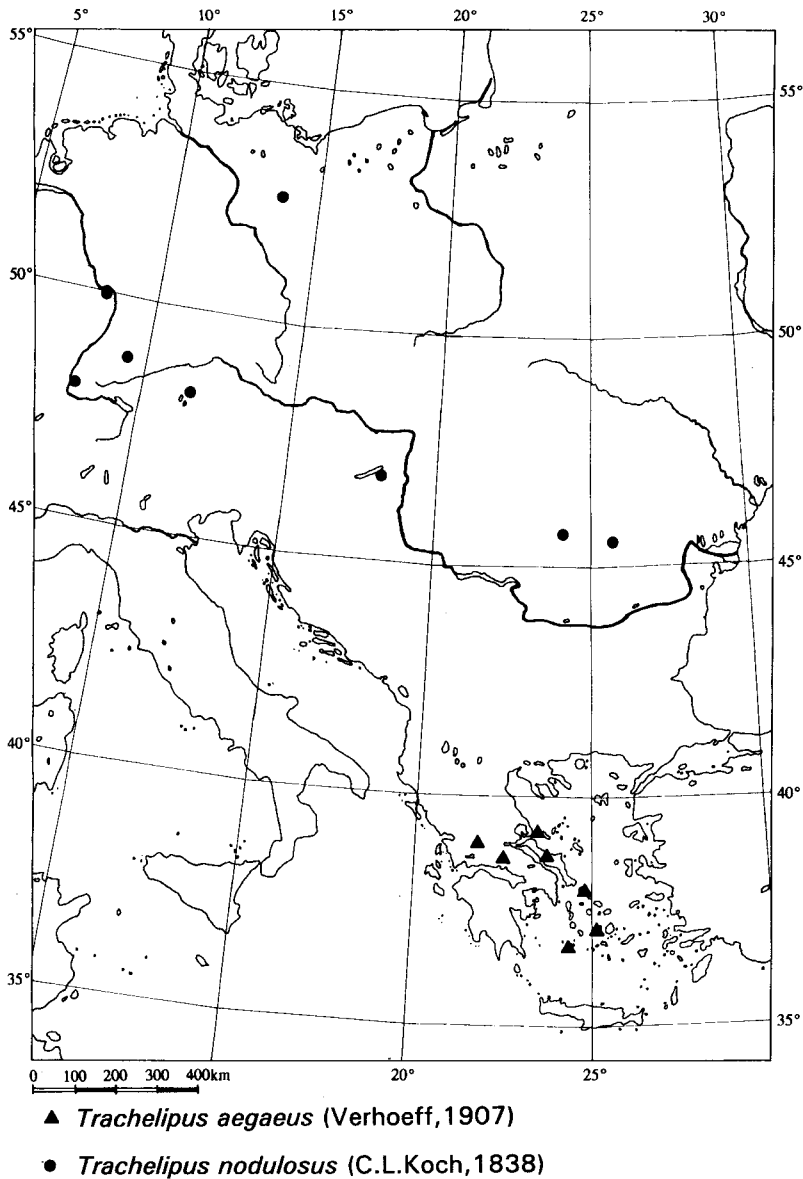 5° 10° 15° 20° 25° 30°
55°
55°
50°
50°
45°
45°
40°
40°
35°
35°
20° 25°
0 100 200 300 400km
▲ Trachelipus aegaeus (Verhoeff,1907)
● Trachelipus nodulosus (C.L.Koch,1838)